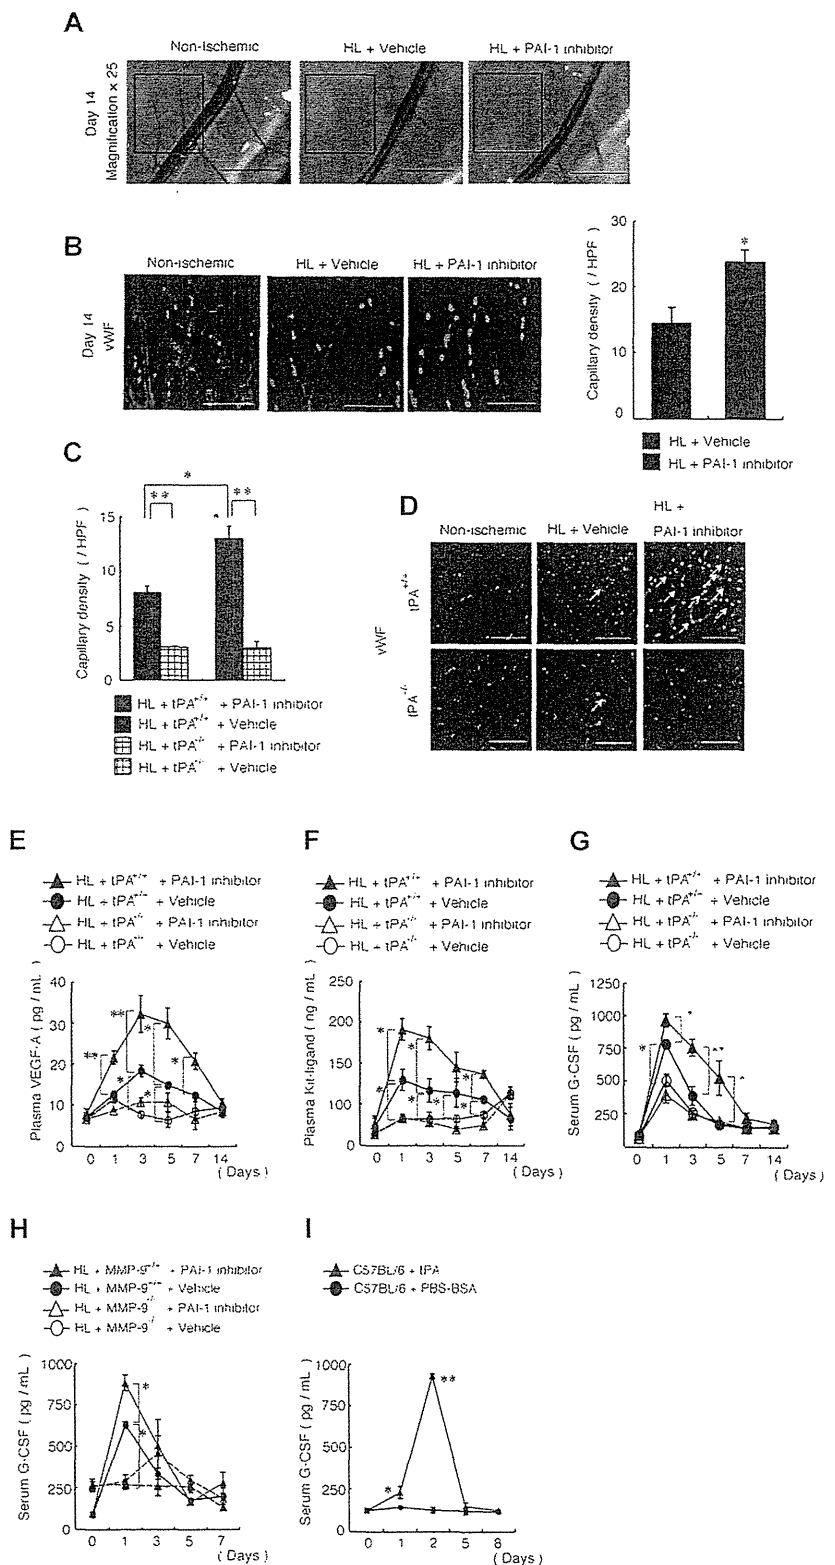 A
Non-Ischemic HL + Vehicle HL + PAI-1 inhibitor
Day 14
Magnification × 25
B
Non-ischemic HL + Vehicle HL + PAI-1 inhibitor
Day 14
vWF
Capillary density ( / HPF)
30
20
10
0
*
HL + Vehicle
HL + PAI-1 inhibitor
C
*
** **
Capillary density ( / HPF)
15
10
5
0
HL + tPA+/+ + PAI-1 inhibitor
HL + tPA+/+ + Vehicle
HL + tPA-/- + PAI-1 inhibitor
HL + tPA-/- + Vehicle
D
Non-ischemic HL + Vehicle HL + PAI-1 inhibitor
vWF
tPA+/+
tPA-/-
E
HL + tPA+/+ + PAI-1 inhibitor
HL + tPA+/+ + Vehicle
HL + tPA-/- + PAI-1 inhibitor
HL + tPA-/- + Vehicle
Plasma VEGF-A ( pg / mL )
40
30
20
10
0
** ** * * * *
0 1 3 5 7 14
( Days )
F
HL + tPA+/+ + PAI-1 inhibitor
HL + tPA+/+ + Vehicle
HL + tPA-/- + PAI-1 inhibitor
HL + tPA-/- + Vehicle
Plasma Kit-ligand ( ng / mL )
250
200
150
100
0
* * * * * *
0 1 3 5 7 14
( Days )
G
HL + tPA+/+ + PAI-1 inhibitor
HL + tPA+/+ + Vehicle
HL + tPA-/- + PAI-1 inhibitor
HL + tPA-/- + Vehicle
Serum G-CSF ( pg / mL )
1250
1000
750
500
250
* * ** *
0 1 3 5 7 14
( Days )
H
HL + MMP-9+/+ + PAI-1 inhibitor
HL + MMP-9+/+ + Vehicle
HL + MMP-9-/- + PAI-1 inhibitor
HL + MMP-9-/- + Vehicle
Serum G-CSF ( pg / mL )
1000
750
500
250
0
* *
0 1 3 5 7
( Days )
I
C57BL/6 + tPA
C57BL/6 + PBS-BSA
Serum G-CSF ( pg / mL )
1000
750
500
250
0
* **
0 1 2 5 8
( Days )